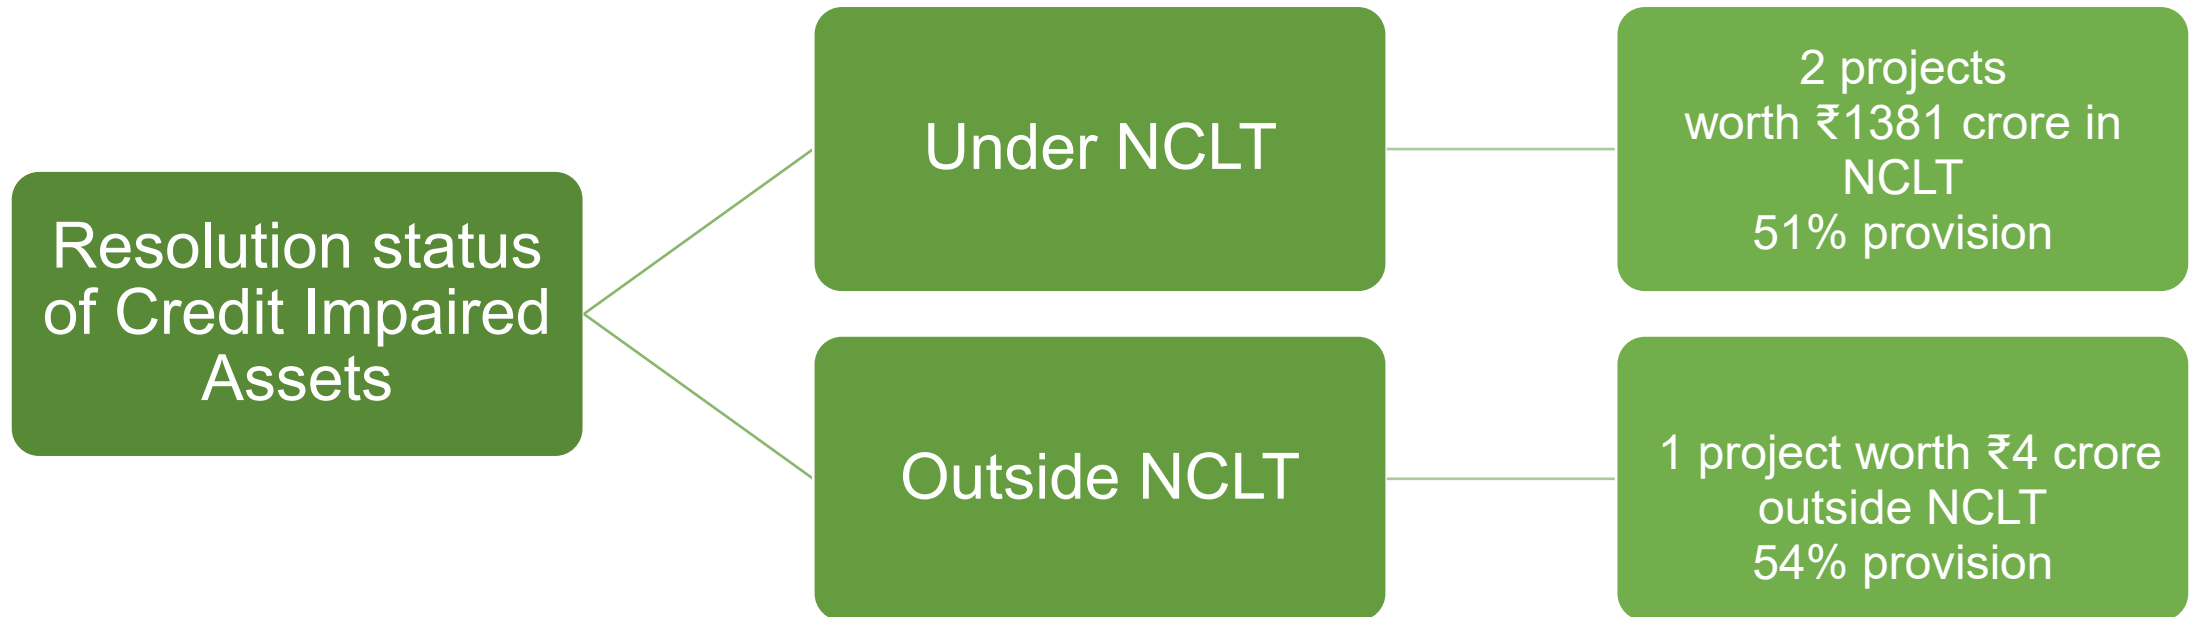 Resolution status
of Credit Impaired
Assets
Under NCLT
2 projects
worth ₹1381 crore in
NCLT
51% provision
Outside NCLT
1 project worth ₹4 crore
outside NCLT
54% provision